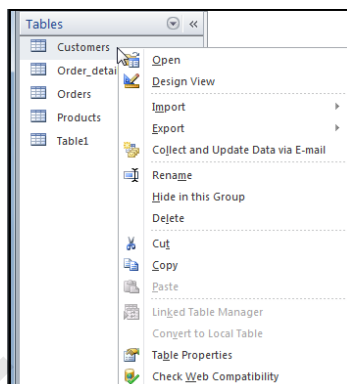 Tables
Customers
Order_detai
Orders
Products
Table1
Open
Design View
Import
Export
Collect and Update Data via E-mail
Rename
Hide in this Group
Delete
Cut
Copy
Paste
Linked Table Manager
Convert to Local Table
Table Properties
Check Web Compatibility